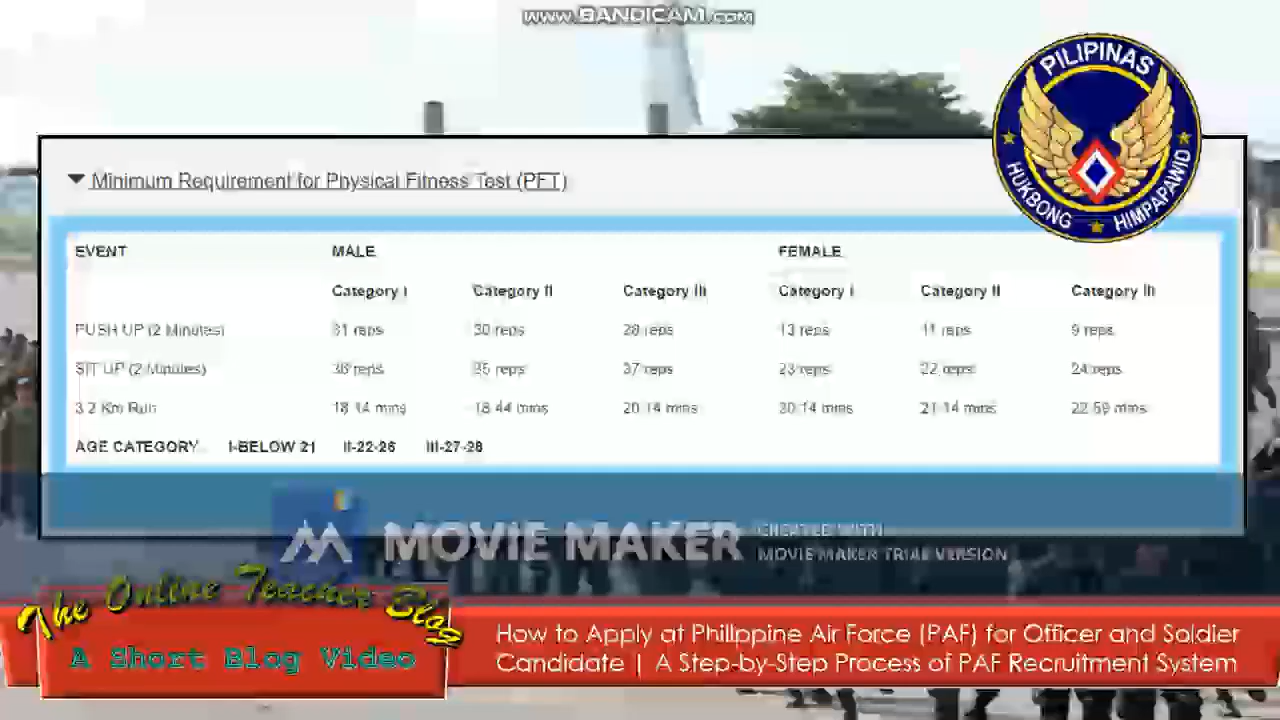 WWW.BANDICAM.COM
PILIPINAS
HUKBONG HIMPAPAWID
Minimum Requirement for Physical Fitness Test (PFT)
EVENT MALE FEMALE
Category I Category II Category III Category I Category II Category III
PUSH UP (2 Minutes) 31 reps 30 reps 28 reps 13 reps 11 reps 9 reps
SIT UP (2 Minutes) reps reps 37 reps 23 reps 22 reps 24 reps
3.2 Km Run 18:14 mins 18:44 mins 20:14 mins mins 21:14 mins 22:59 mins
AGE CATEGORY I-BELOW 21 II-22-26 III-27-28
MOVIE MAKER
CREATED WITH
MOVIE MAKER TRIAL VERSION
The Online Teacher Blog
A Short Blog Video
How to Apply at Philippine Air Force (PAF) for Officer and Soldier
Candidate | A Step-by-Step Process of PAF Recruitment System